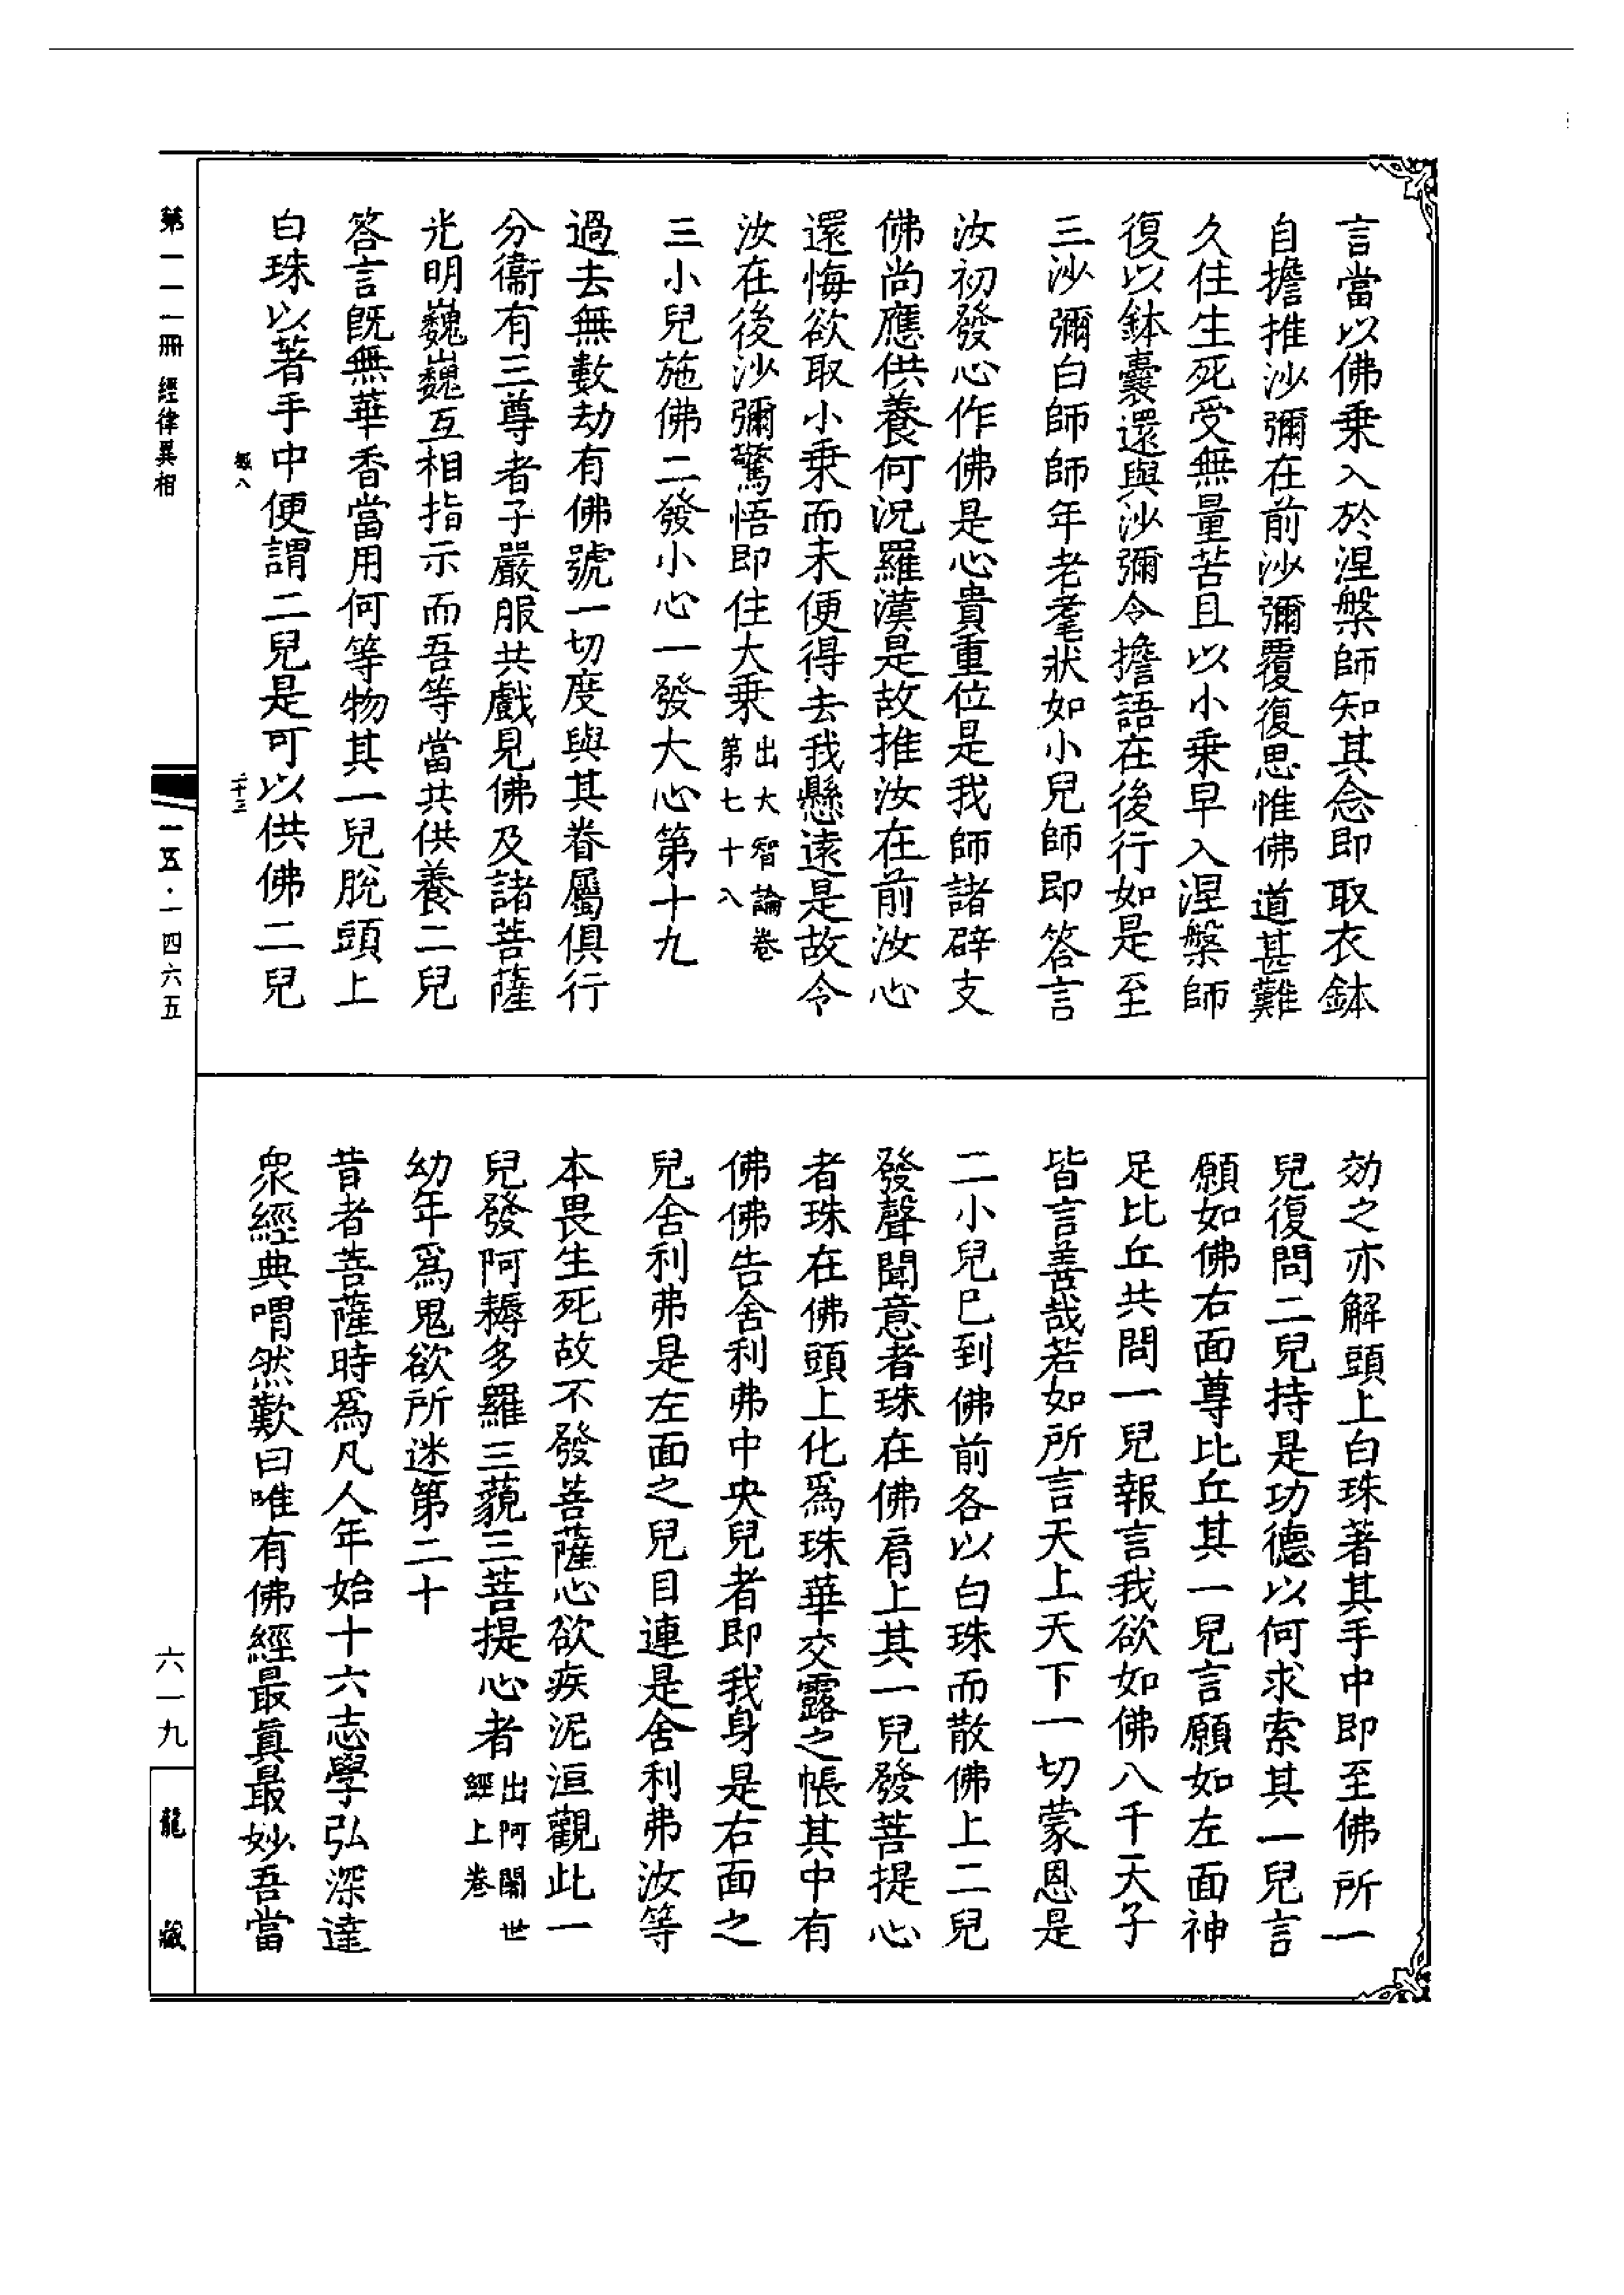 言當以佛乗入於涅槃師知其念即取衣鉢
自擔推沙彌在前沙彌覆復思惟佛道甚難
久住生死受無量苦且以小乗早入涅槃師
復以鉢囊還與沙彌令擔語在後行如是至
三沙彌白師師年老耄狀如小兒師即答言
汝初發心作佛是心貴重位是我師諸辟支
佛尚應供養何況羅漢是故推汝在前汝心
還悔欲取小乗而未便得去我懸遠是故令
汝在後沙彌驚悟即住大乗出大智論卷
第七十八
三小兒施佛二發小心一發大心第十九
過去無數劫有佛號一切度與其眷屬俱行
分衞有三尊者子嚴服共戲見佛及諸菩薩
光明巍巍互相指示而吾等當共供養二兒
答言既無華香當用何等物其一兒脫頭上
白珠以著手中便謂二兒是可以供佛二兒
効之亦解頭上白珠著其手中即至佛所一
兒復問二兒持是功德以何求索其一兒言
願如佛右面尊比丘其一兒言願如左面神
足比丘共問一兒報言我欲如佛八千天子
皆言善哉若如所言天上天下一切蒙恩是
二小兒巳到佛前各以白珠而散佛上二兒
發聲聞意者珠在佛肩上其一兒發菩提心
者珠在佛頭上化爲珠華交露之帳其中有
佛佛告舍利弗中央兒者即我身是右面之
兒舍利弗是左面之兒目連是舍利弗汝等
本畏生死故不發菩薩心欲疾泥洹觀此一
兒發阿耨多羅三藐三菩提心者出阿闍世
經上卷
幼年爲鬼欲所迷第二十
昔者菩薩時爲凡人年始十六志學弘深達
衆經典喟然歎曰唯有佛經最眞最妙吾當
第一一一冊 經律異相
一五·一四六五
六一九
龍藏
二十三